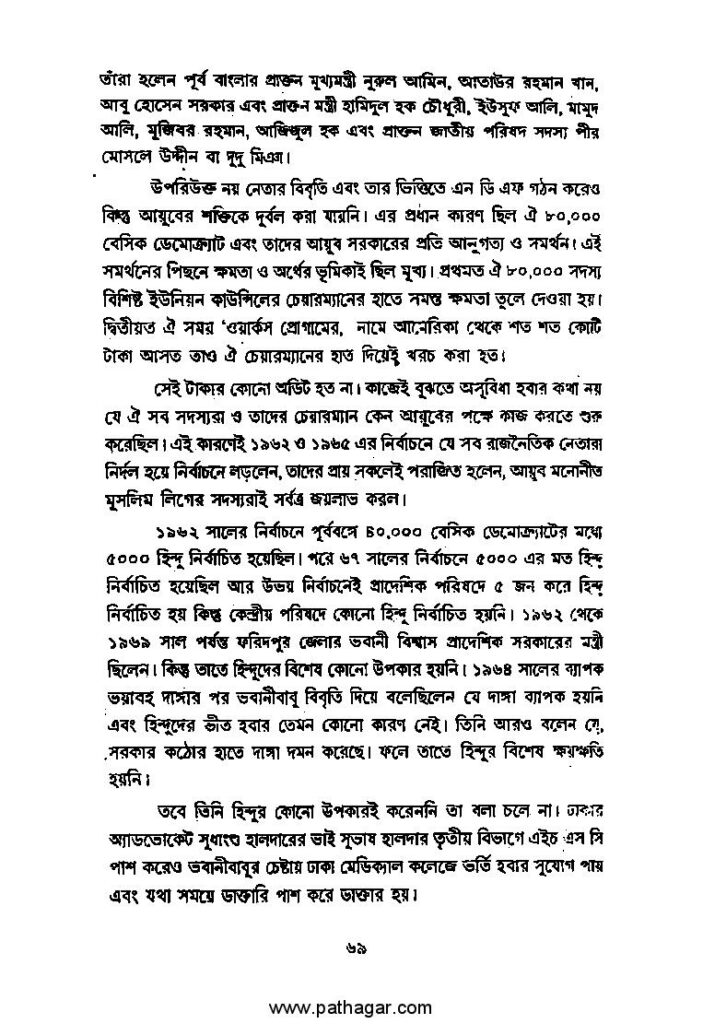 তাঁরা হলেন পূর্ব বাংলার প্রাক্তন মুখ্যমন্ত্রী নুরুল আমিন, আতাউর রহমান খান,
আবু হোসেন সরকার এবং প্রাক্তন মন্ত্রী হামিদুল হক চৌধুরী, ইউসুফ আলি, মামুদ
আলি, মুজিবর রহমান, আজিজুল হক এবং প্রাক্তন জাতীয় পরিষদ সদস্য পীর
মোসলে উদ্দীন বা দুদু মিঞা।
উপরিউক্ত নয় নেতার বিবৃতি এবং তার ভিত্তিতে এন ডি এফ গঠন করেও
কিন্তু আয়ুবের শক্তিকে দুর্বল করা যায়নি। এর প্রধান কারণ ছিল ঐ ৮০,০০০
বেসিক ডেমোক্র্যাট এবং তাদের আয়ুব সরকারের প্রতি আনুগত্য ও সমর্থন। এই
সমর্থনের পিছনে ক্ষমতা ও অর্থের ভূমিকাই ছিল মুখ্য। প্রথমত ঐ ৮০,০০০ সদস্য
বিশিষ্ট ইউনিয়ন কাউন্সিলের চেয়ারম্যানের হাতে সমস্ত ক্ষমতা তুলে দেওয়া হয়।
দ্বিতীয়ত ঐ সময় 'ওয়ার্কস প্রোগামের, নামে আমেরিকা থেকে শত শত কোটি
টাকা আসত তাও ঐ চেয়ারম্যানের হাত দিয়েই খরচ করা হত।
সেই টাকার কোনো অডিট হত না। কাজেই বুঝতে অসুবিধা হবার কথা নয়
যে ঐ সব সদস্যরা ও তাদের চেয়ারম্যান কেন আয়ুবের পক্ষে কাজ করতে শুরু
করেছিল। এই কারণেই ১৯৬২ ও ১৯৬৫ এর নির্বাচনে যে সব রাজনৈতিক নেতারা
নির্দল হয়ে নির্বাচনে লড়লেন, তাদের প্রায় সকলেই পরাজিত হলেন, আয়ুব মনোনীত
মুসলিম লিগের সদস্যরাই সর্বত্র জয়লাভ করল।
১৯৬২ সালের নির্বাচনে পূর্ববঙ্গে ৪০,০০০ বেসিক ডেমোক্র্যাটের মধ্যে
৫০০০ হিন্দু নির্বাচিত হয়েছিল। পরে ৬৭ সালের নির্বাচনে ৫০০০ এর মত হিন্দু
নির্বাচিত হয়েছিল আর উভয় নির্বাচনেই প্রাদেশিক পরিষদে ৫ জন করে হিন্দু
নির্বাচিত হয় কিন্তু কেন্দ্রীয় পরিষদে কোনো হিন্দু নির্বাচিত হয়নি। ১৯৬২ থেকে
১৯৬৯ সাল পর্যন্ত ফরিদপুর জেলার ভবানী বিশ্বাস প্রাদেশিক সরকারের মন্ত্রী
ছিলেন। কিন্তু তাতে হিন্দুদের বিশেষ কোনো উপকার হয়নি। ১৯৬৪ সালের ব্যাপক
ভয়াবহ দাঙ্গার পর ভবানীবাবু বিবৃতি দিয়ে বলেছিলেন যে দাঙ্গা ব্যাপক হয়নি
এবং হিন্দুদের ভীত হবার তেমন কোনো কারণ নেই। তিনি আরও বলেন যে,
সরকার কঠোর হাতে দাঙ্গা দমন করেছে। ফলে তাতে হিন্দুর বিশেষ ক্ষয়ক্ষতি
হয়নি।
তবে তিনি হিন্দুর কোনো উপকারই করেননি তা বলা চলে না। ঢাকার
অ্যাডভোকেট সুধাংশু হালদারের ভাই সুভাষ হালদার তৃতীয় বিভাগে এইচ এস সি
পাশ করেও ভবানীবাবুর চেষ্টায় ঢাকা মেডিক্যাল কলেজে ভর্তি হবার সুযোগ পায়
এবং যথা সময়ে ডাক্তারি পাশ করে ডাক্তার হয়।
৬৯
www.pathagar.com